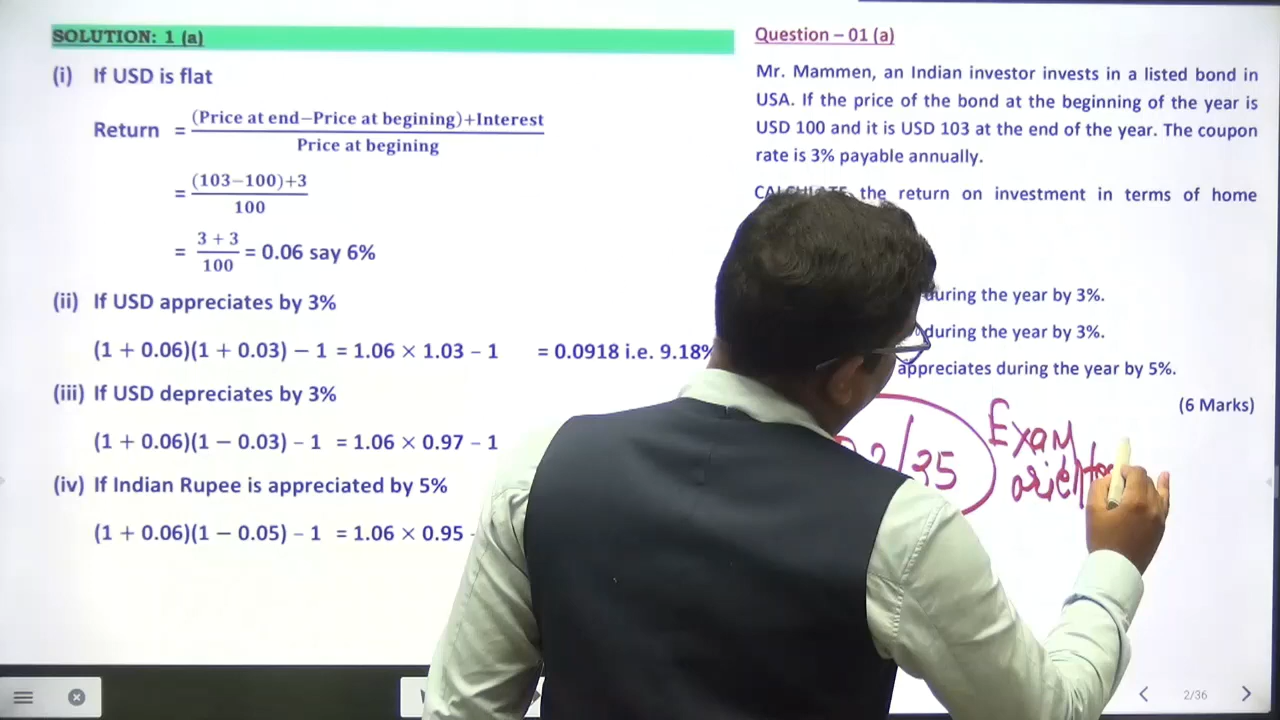 SOLUTION: 1 (a)
(i) If USD is flat
Return = (Price at end−Price at begining)+Interest
Price at begining
= (103−100)+3
100
= 3 + 3
100
= 0.06 say 6%
(ii) If USD appreciates by 3%
(1 + 0.06)(1 + 0.03) − 1 = 1.06 × 1.03 − 1 = 0.0918 i.e. 9.18%
(iii) If USD depreciates by 3%
(1 + 0.06)(1 − 0.03) − 1 = 1.06 × 0.97 − 1
(iv) If Indian Rupee is appreciated by 5%
(1 + 0.06)(1 − 0.05) − 1 = 1.06 × 0.95
Question – 01 (a)
Mr. Mammen, an Indian investor invests in a listed bond in
USA. If the price of the bond at the beginning of the year is
USD 100 and it is USD 103 at the end of the year. The coupon
rate is 3% payable annually.
CALCULATE the return on investment in terms of home
during the year by 3%.
during the year by 3%.
appreciates during the year by 5%.
(6 Marks)
/35
Exam
2/36